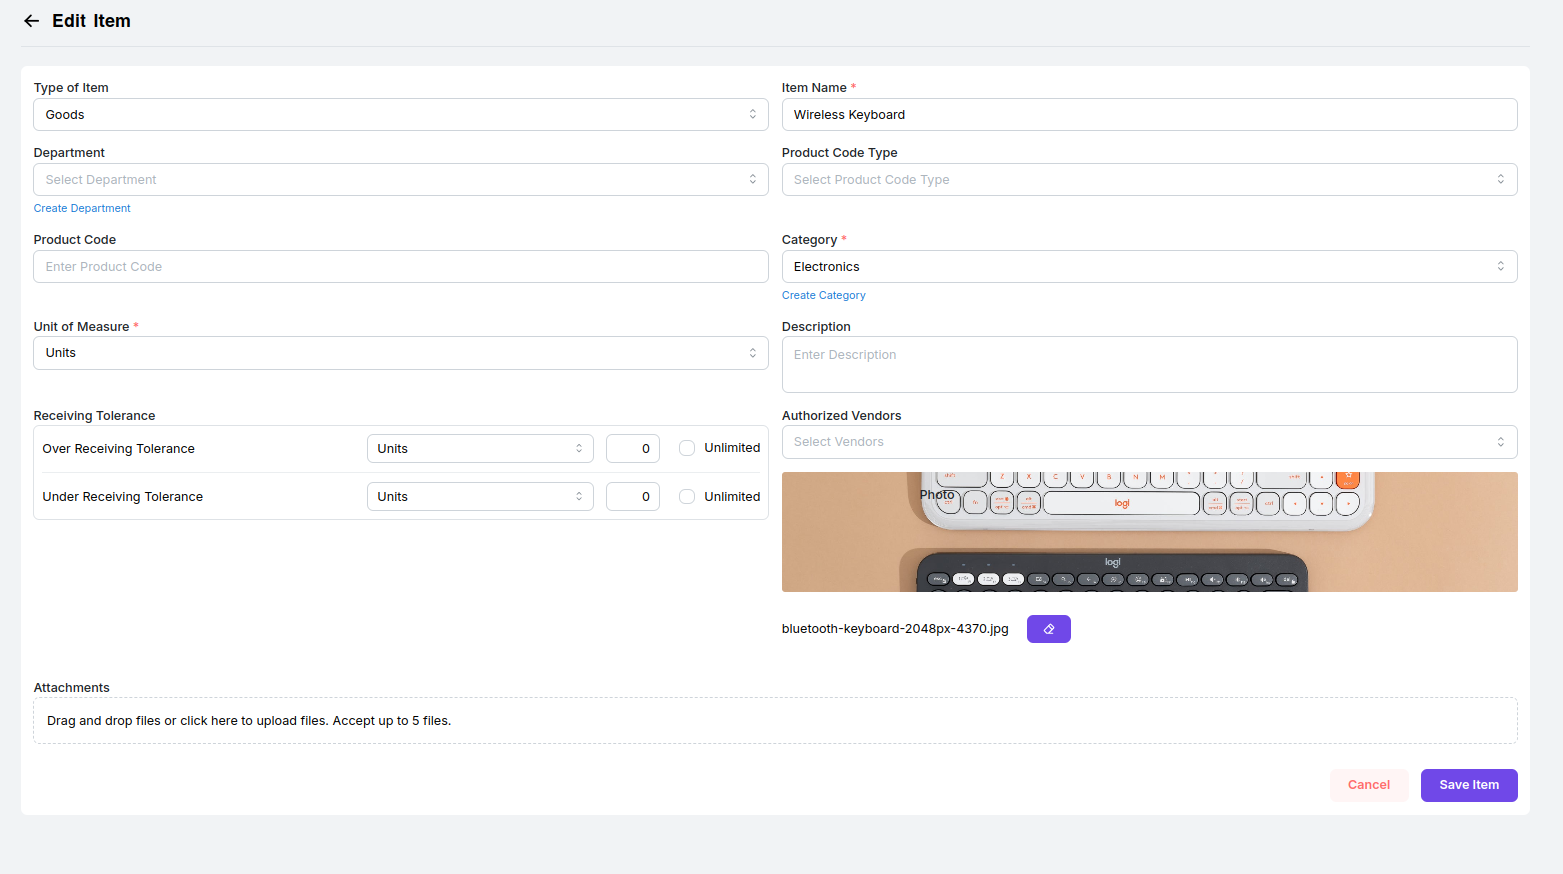 Edit Item
Type of Item
Goods
Item Name *
Wireless Keyboard
Department
Select Department
Create Department
Product Code Type
Select Product Code Type
Product Code
Enter Product Code
Category *
Electronics
Create Category
Unit of Measure *
Units
Description
Enter Description
Receiving Tolerance
Over Receiving Tolerance
Units
0
Unlimited
Under Receiving Tolerance
Units
0
Unlimited
Authorized Vendors
Select Vendors
Photo
shift
Z X C V B N M
fn
logi
ctrl
logi
bluetooth-keyboard-2048px-4370.jpg
Attachments
Drag and drop files or click here to upload files. Accept up to 5 files.
Cancel
Save Item